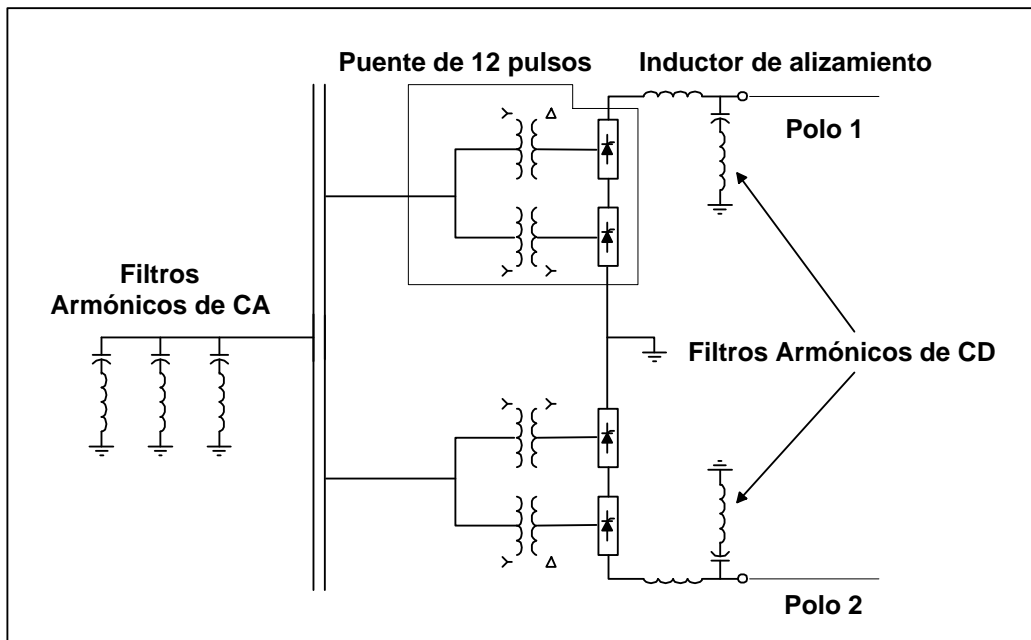 Puente de 12 pulsos
Inductor de alizamiento
Polo 1
Filtros
Armónicos de CA
Filtros Armónicos de CD
Polo 2